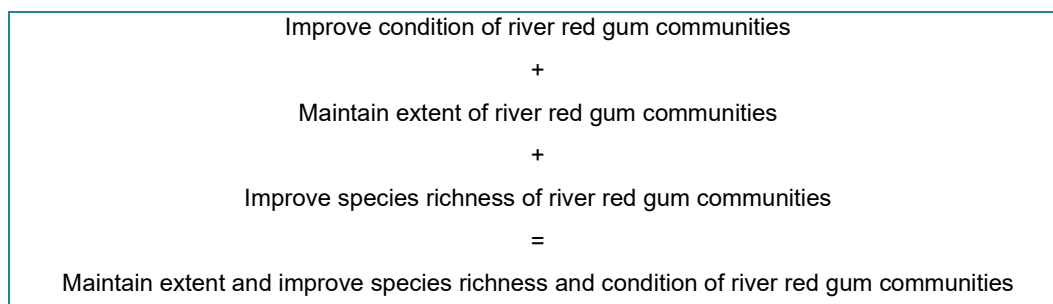 Improve condition of river red gum communities
+
Maintain extent of river red gum communities
+
Improve species richness of river red gum communities
=
Maintain extent and improve species richness and condition of river red gum communities